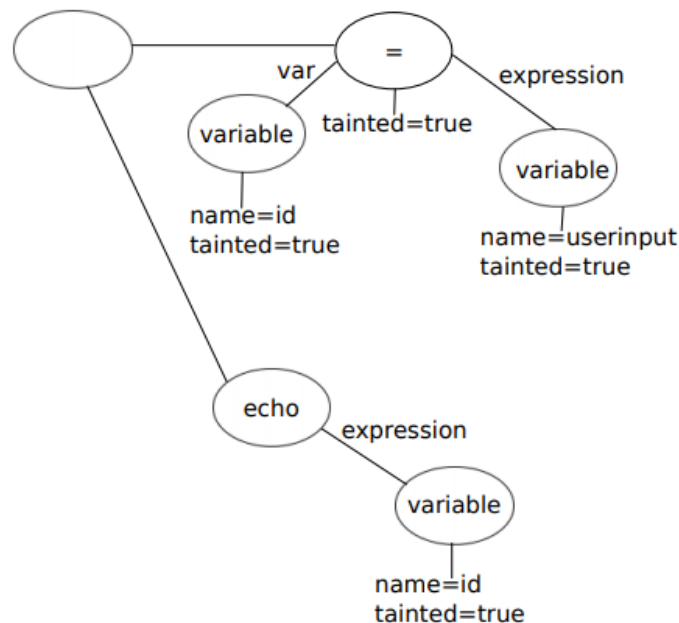 =
var
expression
variable
tainted=true
variable
name=id
tainted=true
name=userinput
tainted=true
echo
expression
variable
name=id
tainted=true